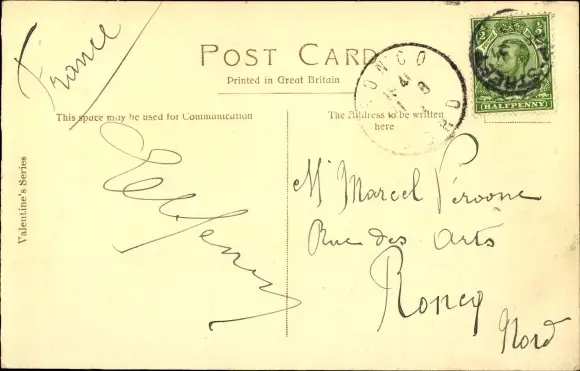 France
POST CARD
Printed in Great Britain
This space may be used for Communication
The Address to be written
here
HALFPENNY
Valentine's Series
Mr Marcel Véroone
Rue des Arts
Roncq
Nord